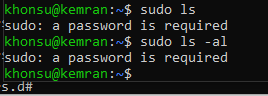 khonsu@kemran:~$ sudo ls
sudo: a password is required
khonsu@kemran:~$ sudo ls -al
sudo: a password is required
khonsu@kemran:~$
s.d#